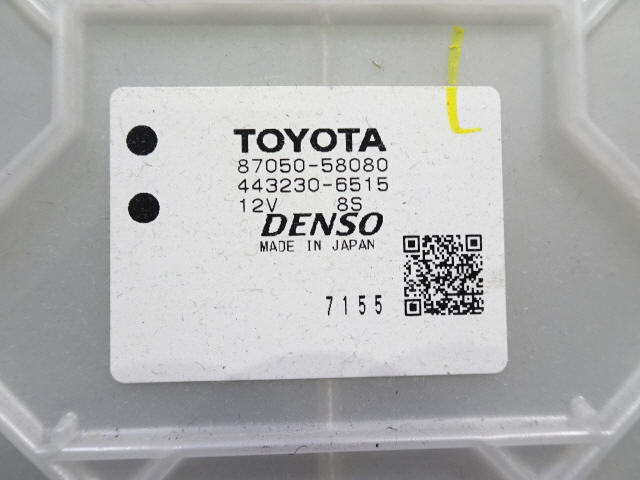 TOYOTA
87050-58080
443230-6515
12V 8S
DENSO
MADE IN JAPAN
7155